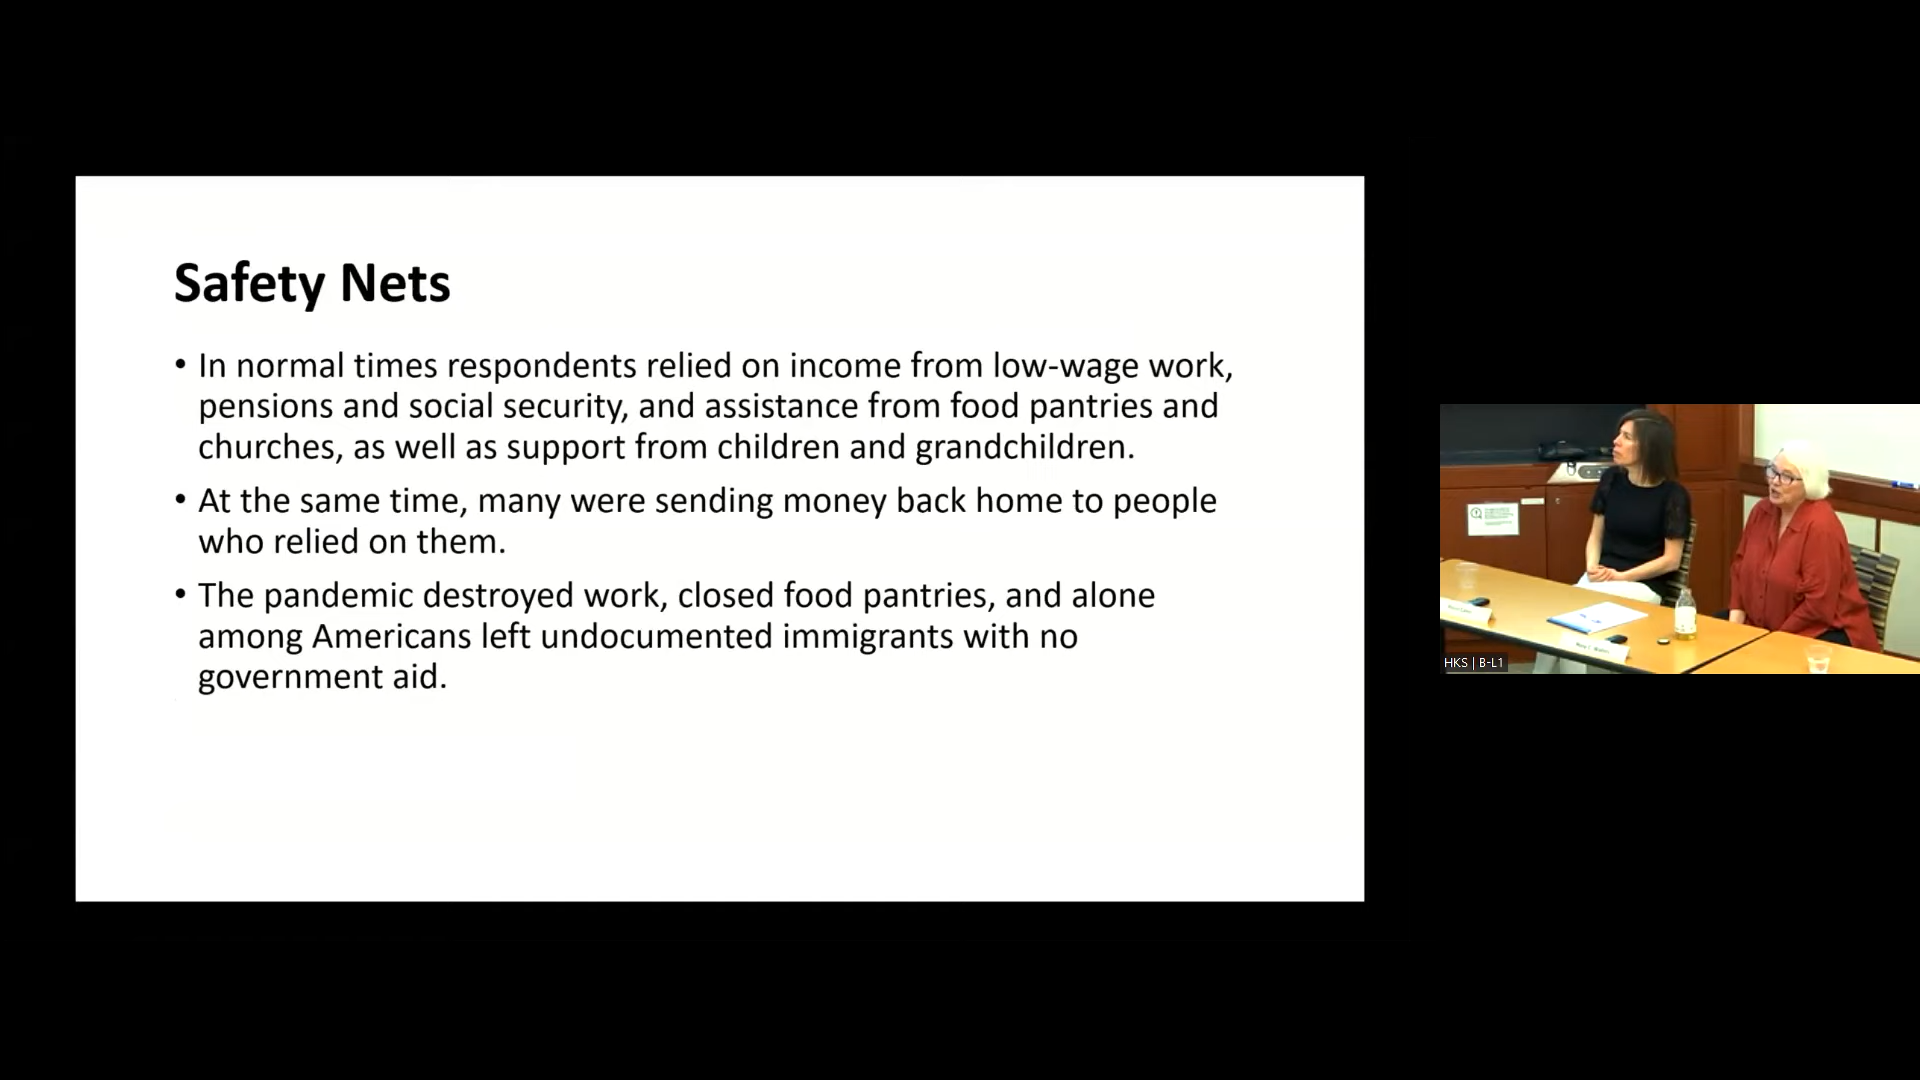 Safety Nets
• In normal times respondents relied on income from low-wage work,
pensions and social security, and assistance from food pantries and
churches, as well as support from children and grandchildren.
• At the same time, many were sending money back home to people
who relied on them.
• The pandemic destroyed work, closed food pantries, and alone
among Americans left undocumented immigrants with no
government aid.
HKS | B-L1